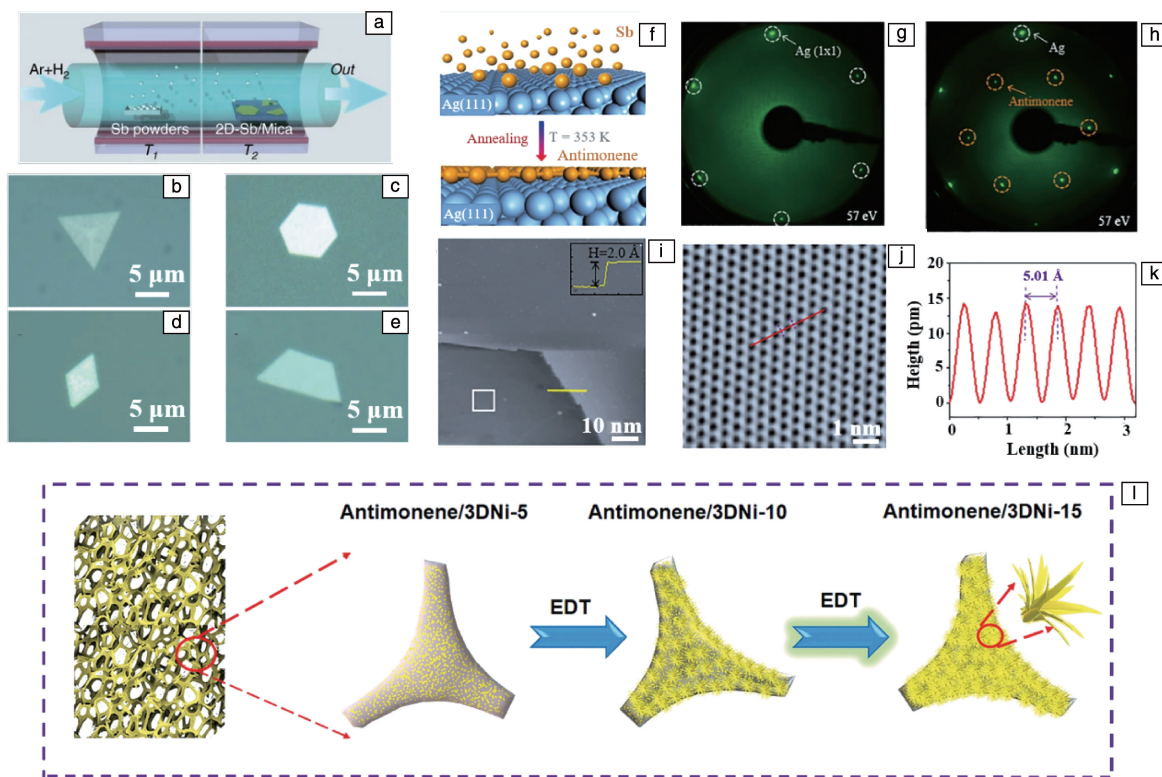 a
Ar+H2
Out
Sb powders
2D-Sb/Mica
T1
T2
b
5 μm
c
5 μm
d
5 μm
e
5 μm
f
Sb
Ag(111)
Annealing
T = 353 K
Antimonene
Ag(111)
g
Ag (1x1)
57 eV
h
Ag
Antimonene
57 eV
i
H=2.0 Å
10 nm
j
1 nm
k
20
15
10
5
0
Heigth (pm)
5.01 Å
0
1
2
3
Length (nm)
l
Antimonene/3DNi-5
Antimonene/3DNi-10
Antimonene/3DNi-15
EDT
EDT